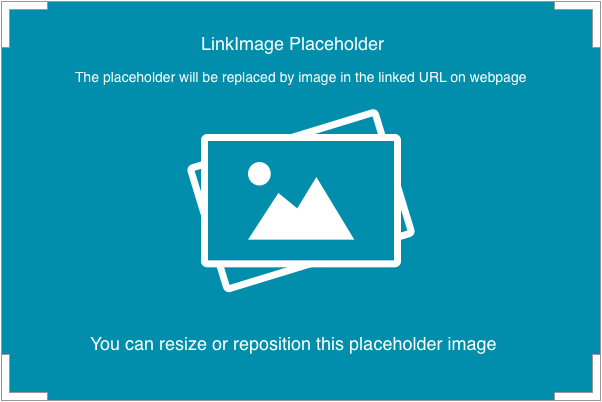 LinkImage Placeholder
The placeholder will be replaced by image in the linked URL on webpage
You can resize or reposition this placeholder image